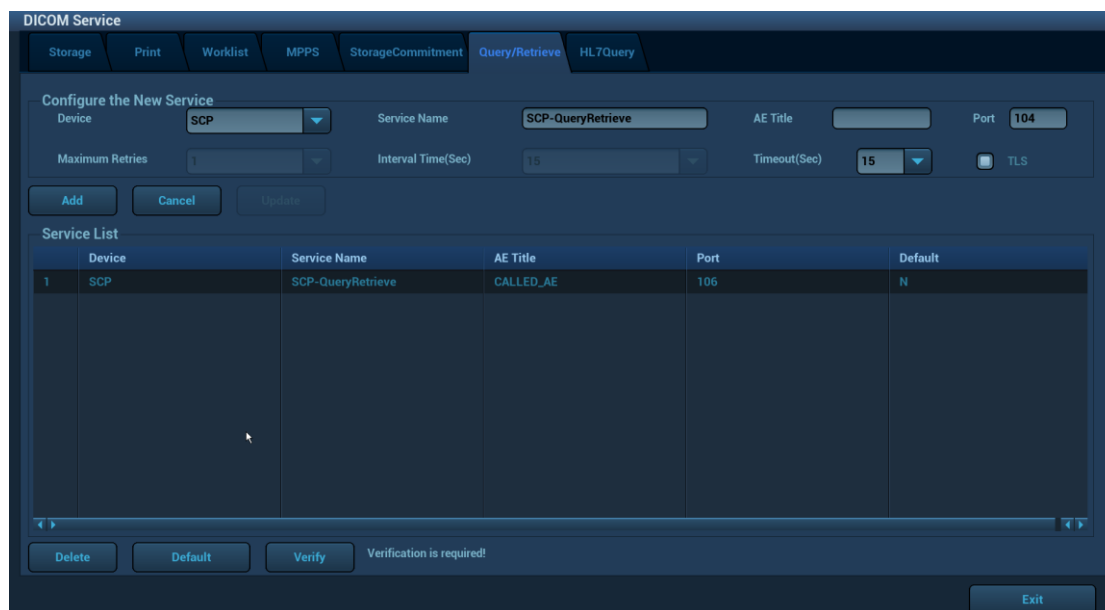 DICOM Service
Storage Print Worklist MPPS StorageCommitment Query/Retrieve HL7Query
Configure the New Service
Device SCP Service Name SCP-QueryRetrieve AE Title Port 104
Maximum Retries 1 Interval Time(Sec) 15 Timeout(Sec) 15 TLS
Add Cancel Update
Service List
Device Service Name AE Title Port Default
1 SCP SCP-QueryRetrieve CALLED_AE 106 N
Delete Default Verify Verification is required!
Exit